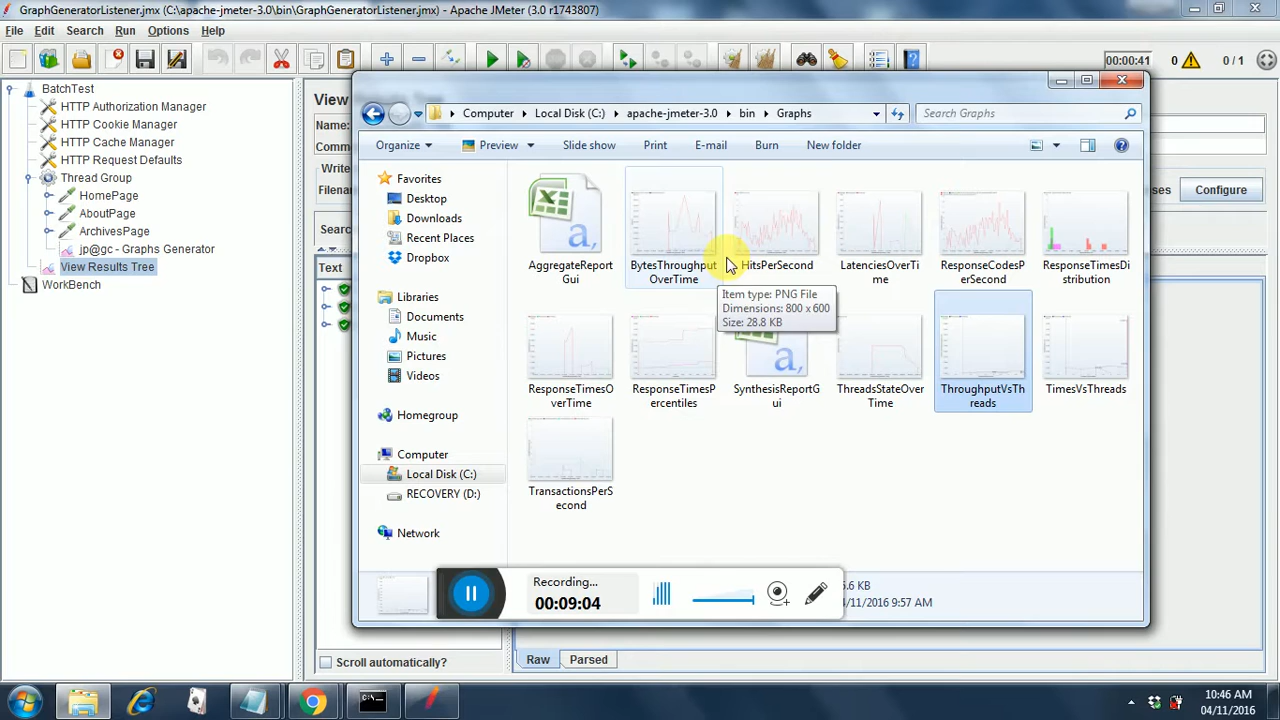 GraphGeneratorListener.jmx (C:\apache-jmeter-3.0\bin\GraphGeneratorListener.jmx) - Apache JMeter (3.0 r1743807)
File Edit Search Run Options Help
00:00:41 0 0 / 1
BatchTest
HTTP Authorization Manager
HTTP Cookie Manager
HTTP Cache Manager
HTTP Request Defaults
Thread Group
HomePage
AboutPage
ArchivesPage
jp@gc - Graphs Generator
View Results Tree
WorkBench
View
Name:
Comm
Write
Filenam
Configure
Search
Text
Computer Local Disk (C:) apache-jmeter-3.0 bin Graphs
Search Graphs
Organize Preview Slide show Print E-mail Burn New folder
Favorites
Desktop
Downloads
Recent Places
Dropbox
Libraries
Documents
Music
Pictures
Videos
Homegroup
Computer
Local Disk (C:)
RECOVERY (D:)
Network
AggregateReport
Gui
BytesThroughput
OverTime
HitsPerSecond
LatenciesOverTi
me
ResponseCodesP
erSecond
ResponseTimesDi
stribution
Item type: PNG File
Dimensions: 800 x 600
Size: 28.8 KB
ResponseTimesO
verTime
ResponseTimesP
ercentiles
SynthesisReportG
ui
ThreadsStateOver
Time
ThroughputVsTh
reads
TimesVsThreads
TransactionsPerS
econd
Recording...
00:09:04
6.6 KB
/11/2016 9:57 AM
Scroll automatically?
Raw Parsed
10:46 AM
04/11/2016